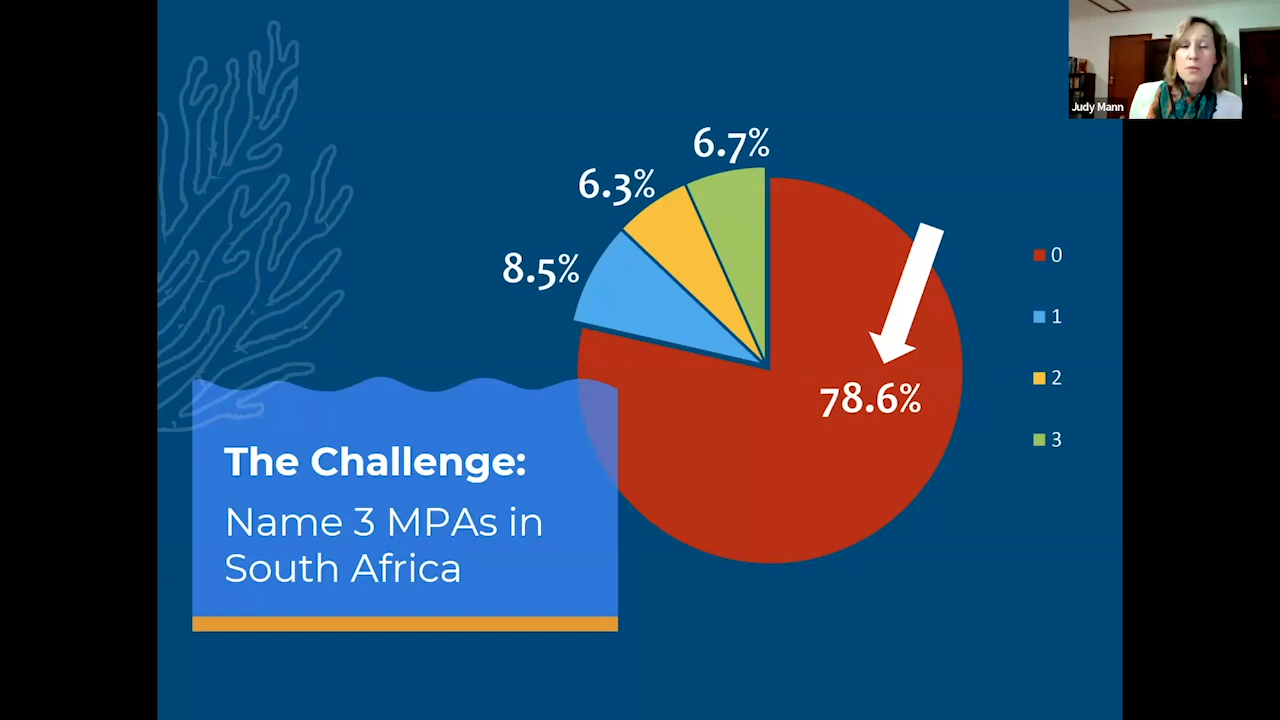 Judy Mann
6.7%
6.3%
8.5%
78.6%
0
1
2
3
The Challenge:
Name 3 MPAs in
South Africa